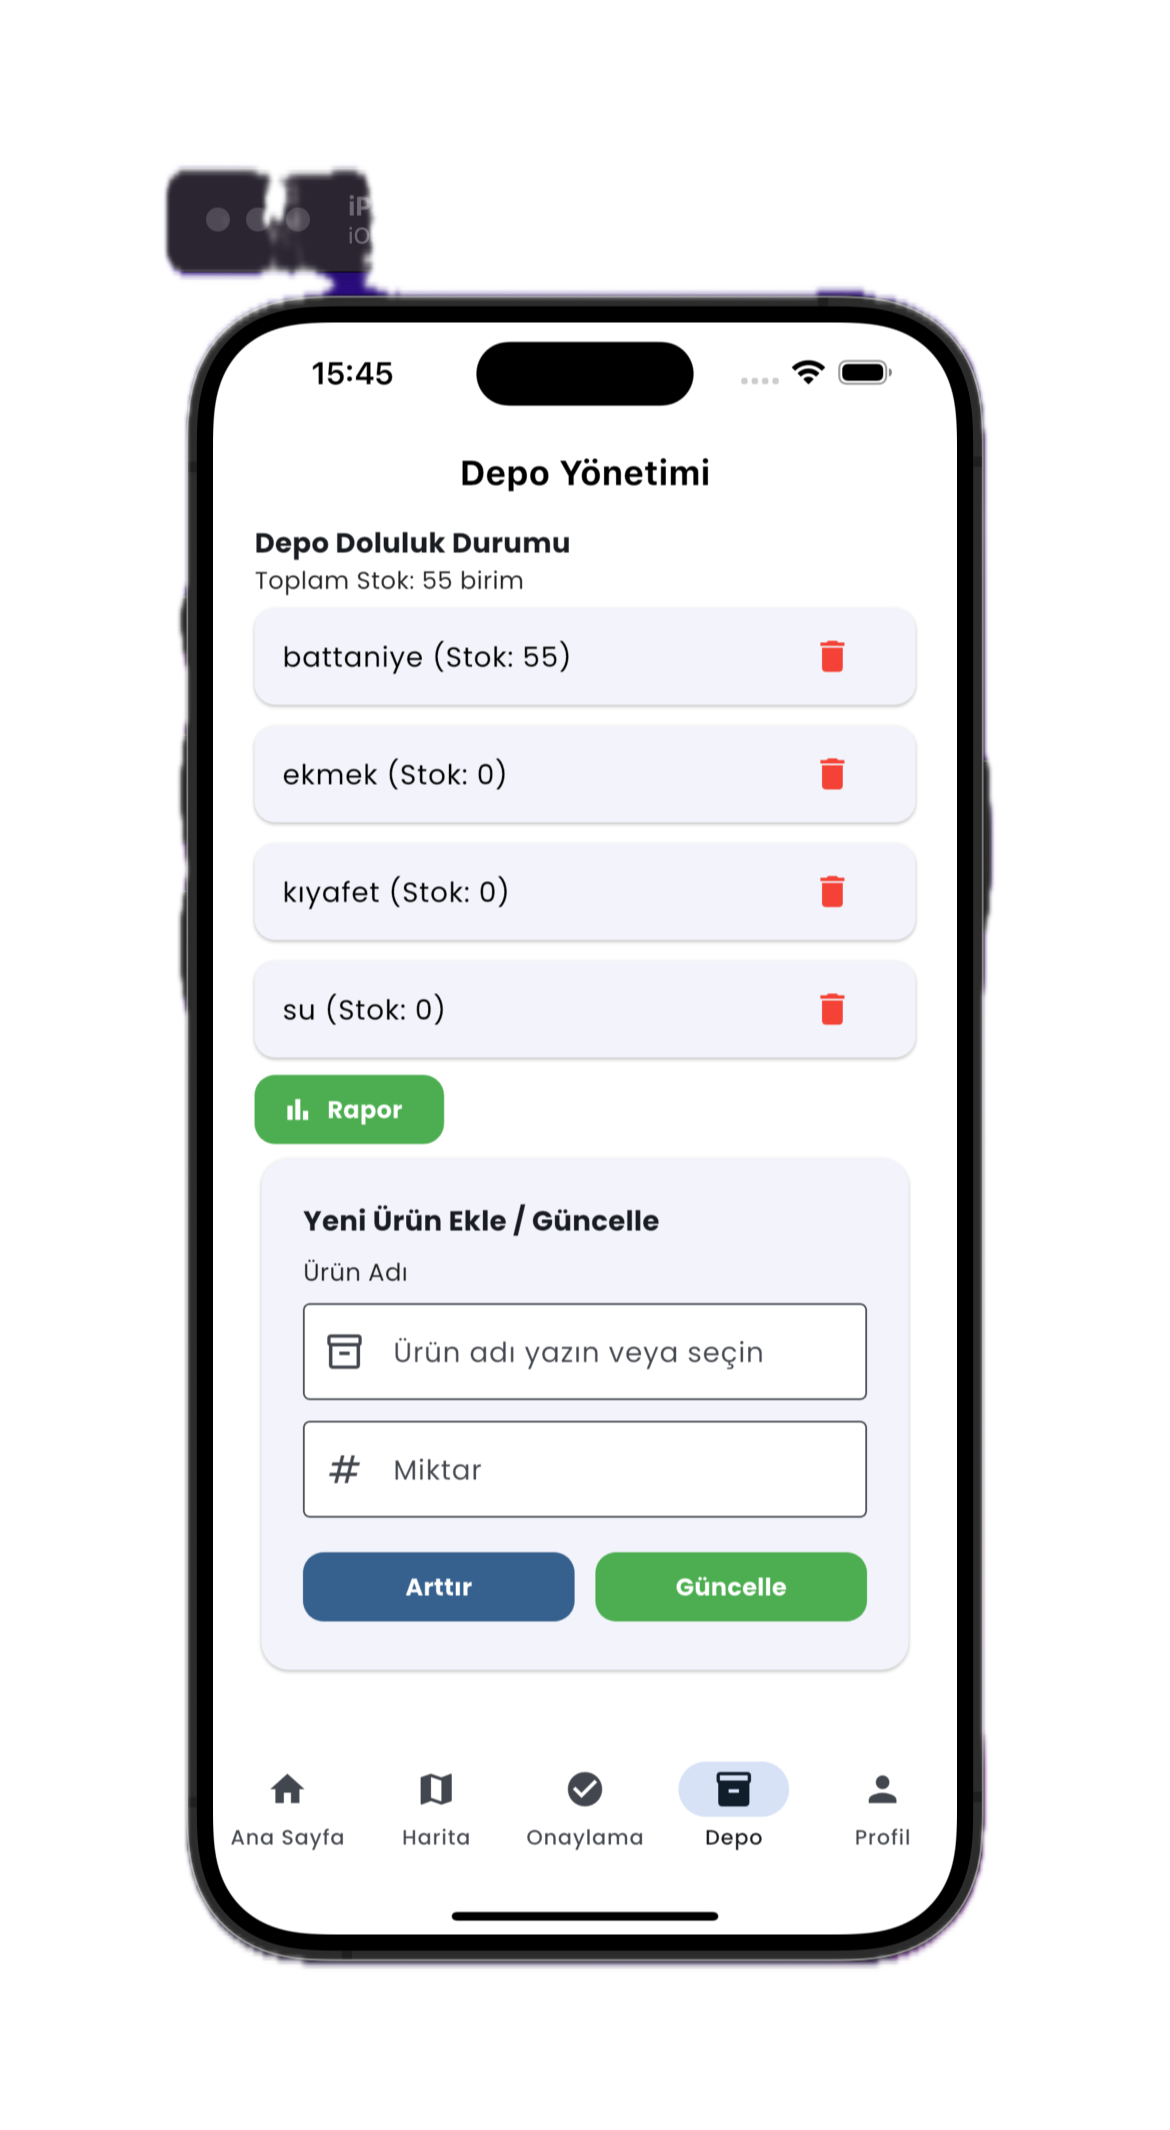 15:45
Depo Yönetimi
Depo Doluluk Durumu
Toplam Stok: 55 birim
battaniye (Stok: 55)
ekmek (Stok: 0)
kıyafet (Stok: 0)
su (Stok: 0)
Rapor
Yeni Ürün Ekle / Güncelle
Ürün Adı
Ürün adı yazın veya seçin
# Miktar
Arttır Güncelle
Ana Sayfa Harita Onaylama Depo Profil